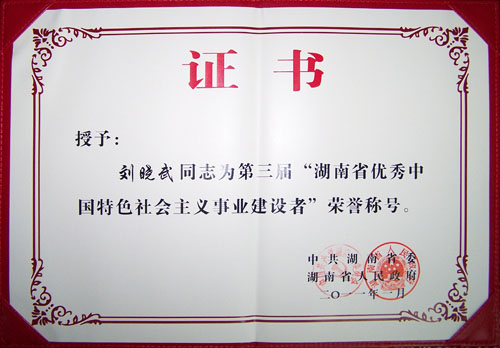 证书
授予：
刘晓武同志为第三届“湖南省优秀中
国特色社会主义事业建设者”荣誉称号。
中共湖南省委
湖南省人民政府
二〇一一年一月